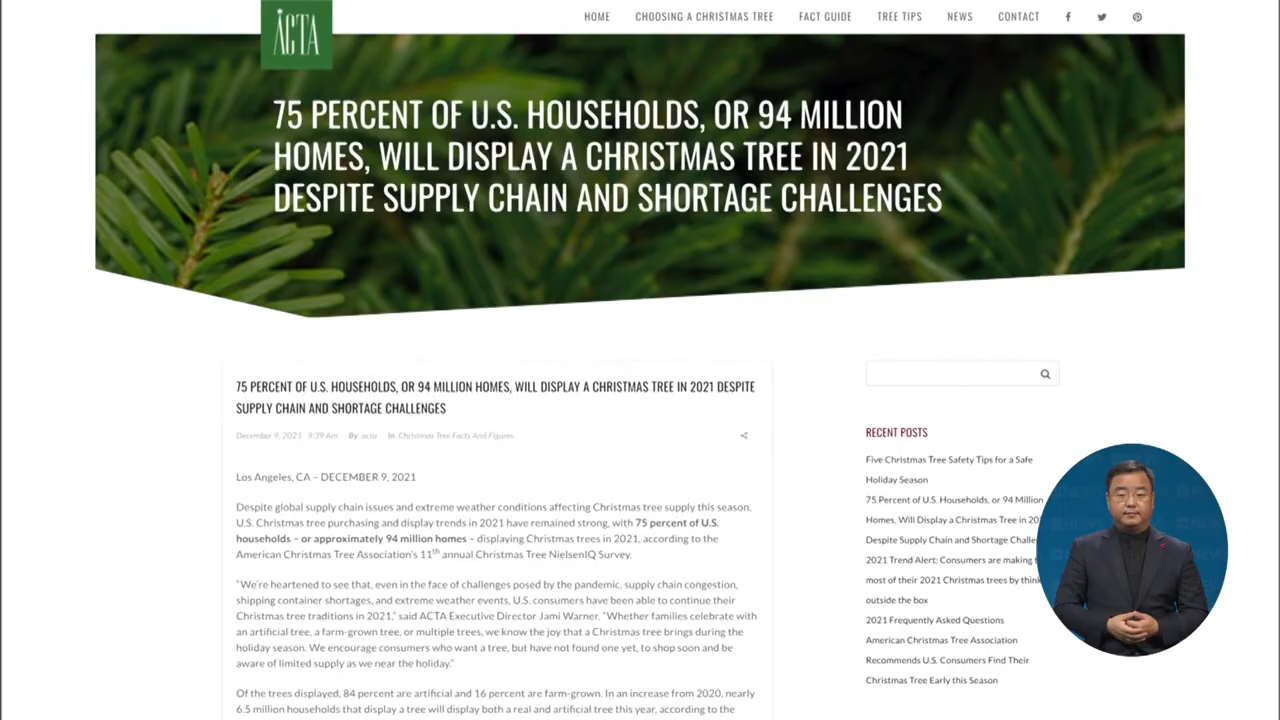 ACTA
HOME CHOOSING A CHRISTMAS TREE FACT GUIDE TREE TIPS NEWS CONTACT
75 PERCENT OF U.S. HOUSEHOLDS, OR 94 MILLION
HOMES, WILL DISPLAY A CHRISTMAS TREE IN 2021
DESPITE SUPPLY CHAIN AND SHORTAGE CHALLENGES
75 PERCENT OF U.S. HOUSEHOLDS, OR 94 MILLION HOMES, WILL DISPLAY A CHRISTMAS TREE IN 2021 DESPITE
SUPPLY CHAIN AND SHORTAGE CHALLENGES
December 9, 2021 9:39 Am By acta In Christmas Tree Facts And Figures
Los Angeles, CA – DECEMBER 9, 2021
Despite global supply chain issues and extreme weather conditions affecting Christmas tree supply this season,
U.S. Christmas tree purchasing and display trends in 2021 have remained strong, with 75 percent of U.S.
households – or approximately 94 million homes – displaying Christmas trees in 2021, according to the
American Christmas Tree Association's 11th annual Christmas Tree NielsenIQ Survey.
"We're heartened to see that, even in the face of challenges posed by the pandemic, supply chain congestion,
shipping container shortages, and extreme weather events, U.S. consumers have been able to continue their
Christmas tree traditions in 2021," said ACTA Executive Director Jami Warner. "Whether families celebrate with
an artificial tree, a farm-grown tree, or multiple trees, we know the joy that a Christmas tree brings during the
holiday season. We encourage consumers who want a tree, but have not found one yet, to shop soon and be
aware of limited supply as we near the holiday."
Of the trees displayed, 84 percent are artificial and 16 percent are farm-grown. In an increase from 2020, nearly
6.5 million households that display a tree will display both a real and artificial tree this year, according to the
RECENT POSTS
Five Christmas Tree Safety Tips for a Safe
Holiday Season
75 Percent of U.S. Households, or 94 Million
Homes, Will Display a Christmas Tree in 20
Despite Supply Chain and Shortage Challe
2021 Trend Alert: Consumers are making t
most of their 2021 Christmas trees by think
outside the box
2021 Frequently Asked Questions
American Christmas Tree Association
Recommends U.S. Consumers Find Their
Christmas Tree Early this Season